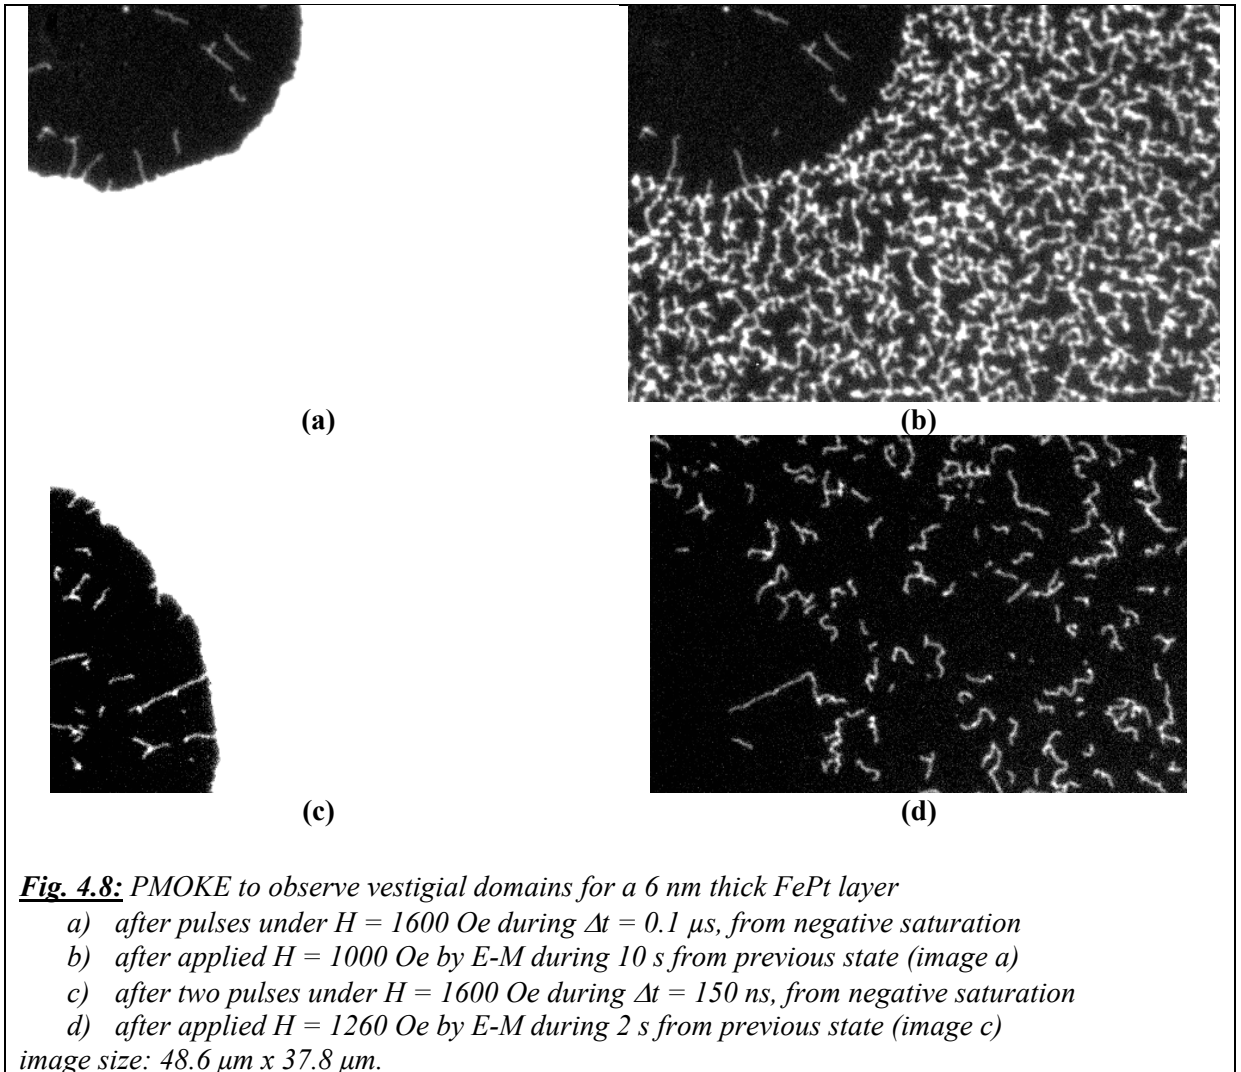 (a)
(b)
(c)
(d)
Fig. 4.8: PMOKE to observe vestigial domains for a 6 nm thick FePt layer
a) after pulses under H = 1600 Oe during Δt = 0.1 µs, from negative saturation
b) after applied H = 1000 Oe by E-M during 10 s from previous state (image a)
c) after two pulses under H = 1600 Oe during Δt = 150 ns, from negative saturation
d) after applied H = 1260 Oe by E-M during 2 s from previous state (image c)
image size: 48.6 µm x 37.8 µm.